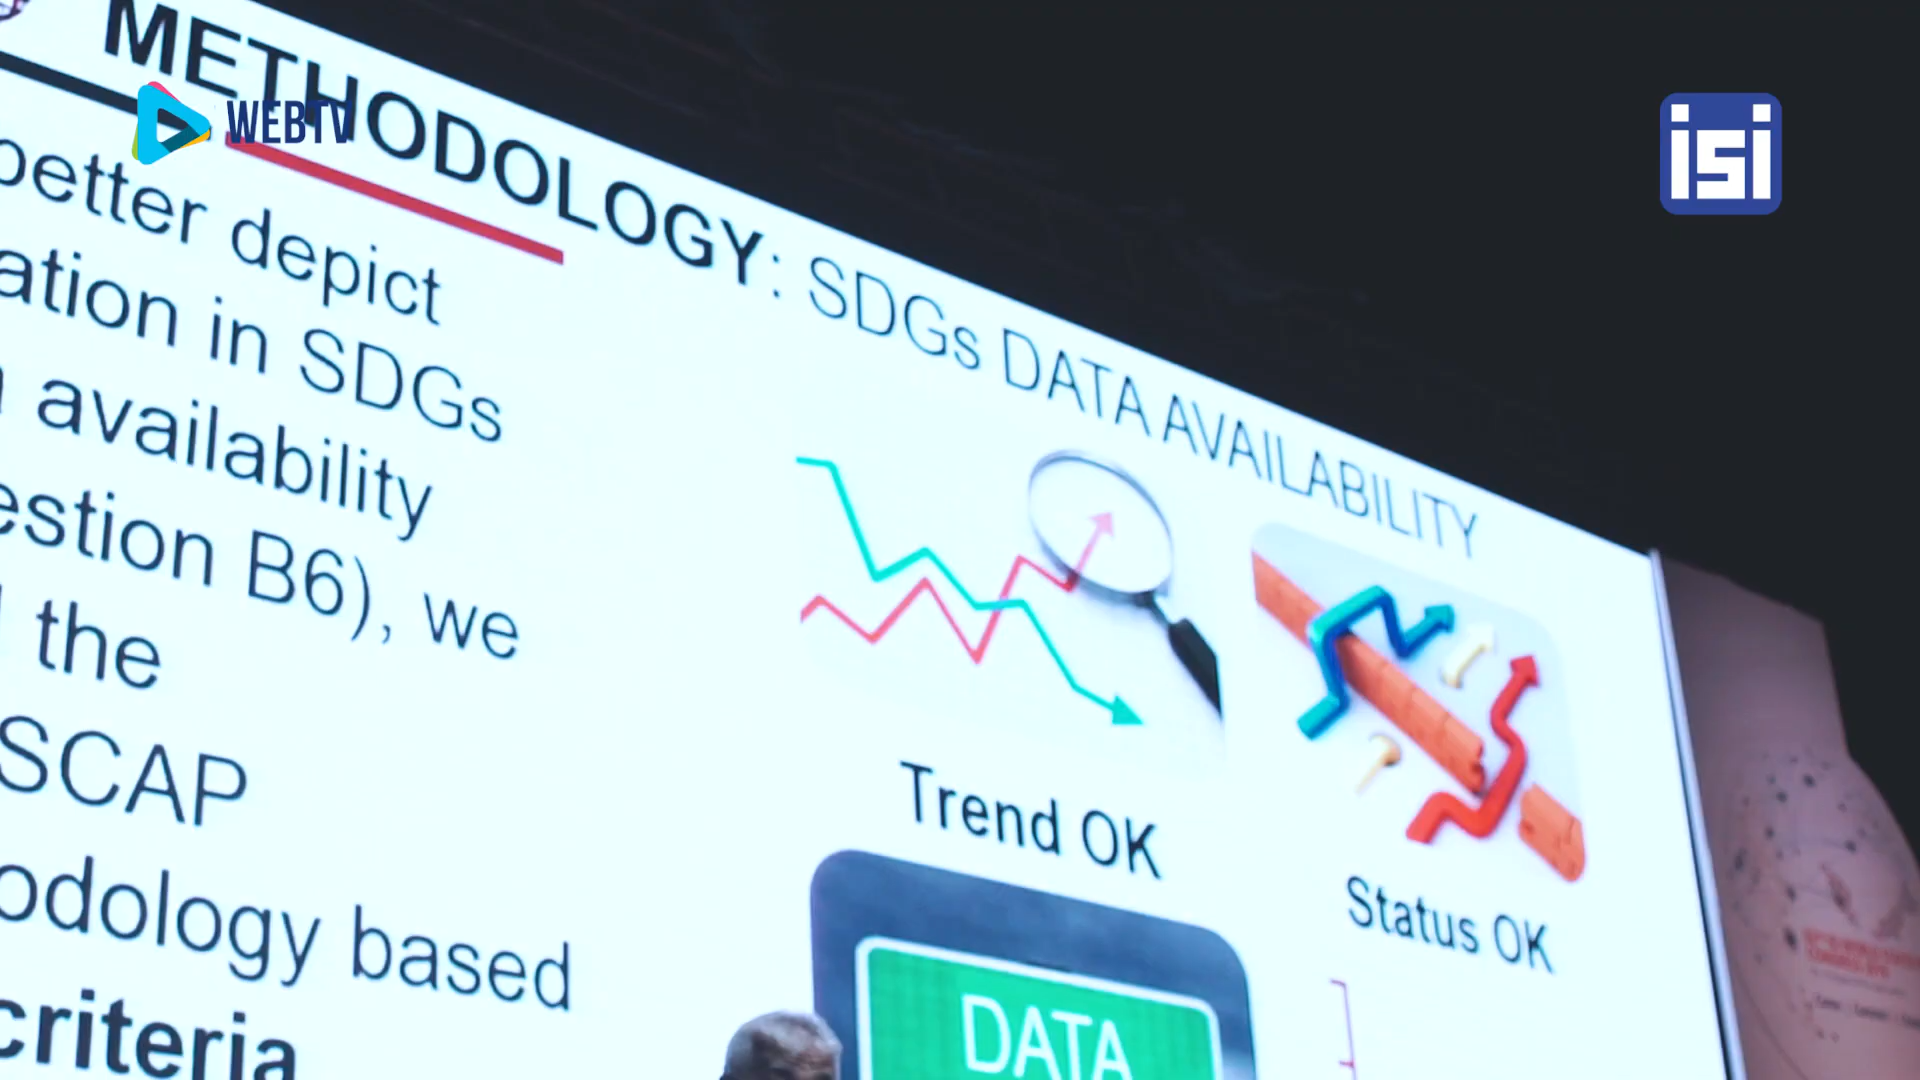 METHODOLOGY: SDGs DATA AVAILABILITY
WEBTV
isi
better depict
ation in SDGs
availability
estion B6), we
the
SCAP
odology based
criteria
Trend OK
Status OK
DATA